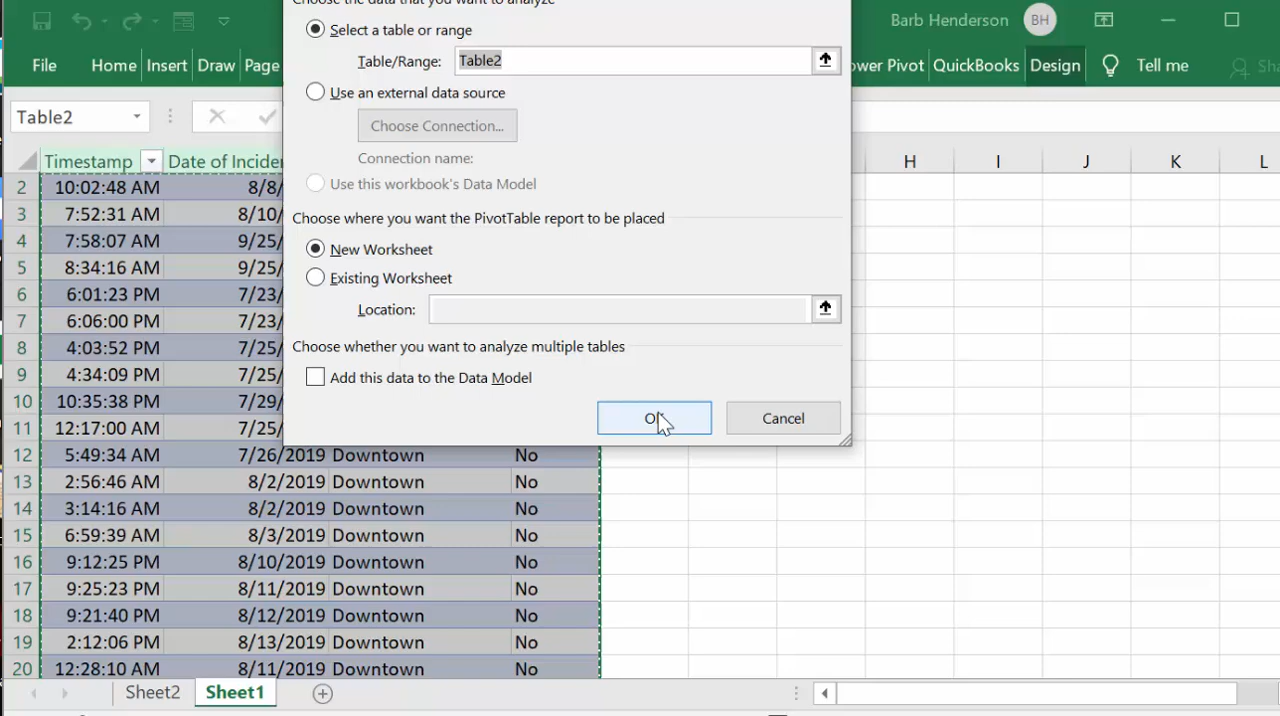 Choose the data that you want to analyze
Barb Henderson BH
Select a table or range
File Home Insert Draw Page
Table/Range: Table2
ower Pivot QuickBooks Design Tell me Sha
Use an external data source
Table2
Choose Connection...
Connection name:
Timestamp Date of Inciden
H I J K L
Use this workbook's Data Model
2 10:02:48 AM 8/8/
3 7:52:31 AM 8/10/
Choose where you want the PivotTable report to be placed
4 7:58:07 AM 9/25/
New Worksheet
5 8:34:16 AM 9/25/
Existing Worksheet
6 6:01:23 PM 7/23/
Location:
7 6:06:00 PM 7/23/
8 4:03:52 PM 7/25/
Choose whether you want to analyze multiple tables
9 4:34:09 PM 7/25/
Add this data to the Data Model
10 10:35:38 PM 7/29/
OK Cancel
11 12:17:00 AM 7/25/
12 5:49:34 AM 7/26/2019 Downtown No
13 2:56:46 AM 8/2/2019 Downtown No
14 3:14:16 AM 8/2/2019 Downtown No
15 6:59:39 AM 8/3/2019 Downtown No
16 9:12:25 PM 8/10/2019 Downtown No
17 9:25:23 PM 8/11/2019 Downtown No
18 9:21:40 PM 8/12/2019 Downtown No
19 2:12:06 PM 8/13/2019 Downtown No
20 12:28:10 AM 8/11/2019 Downtown No
Sheet2 Sheet1